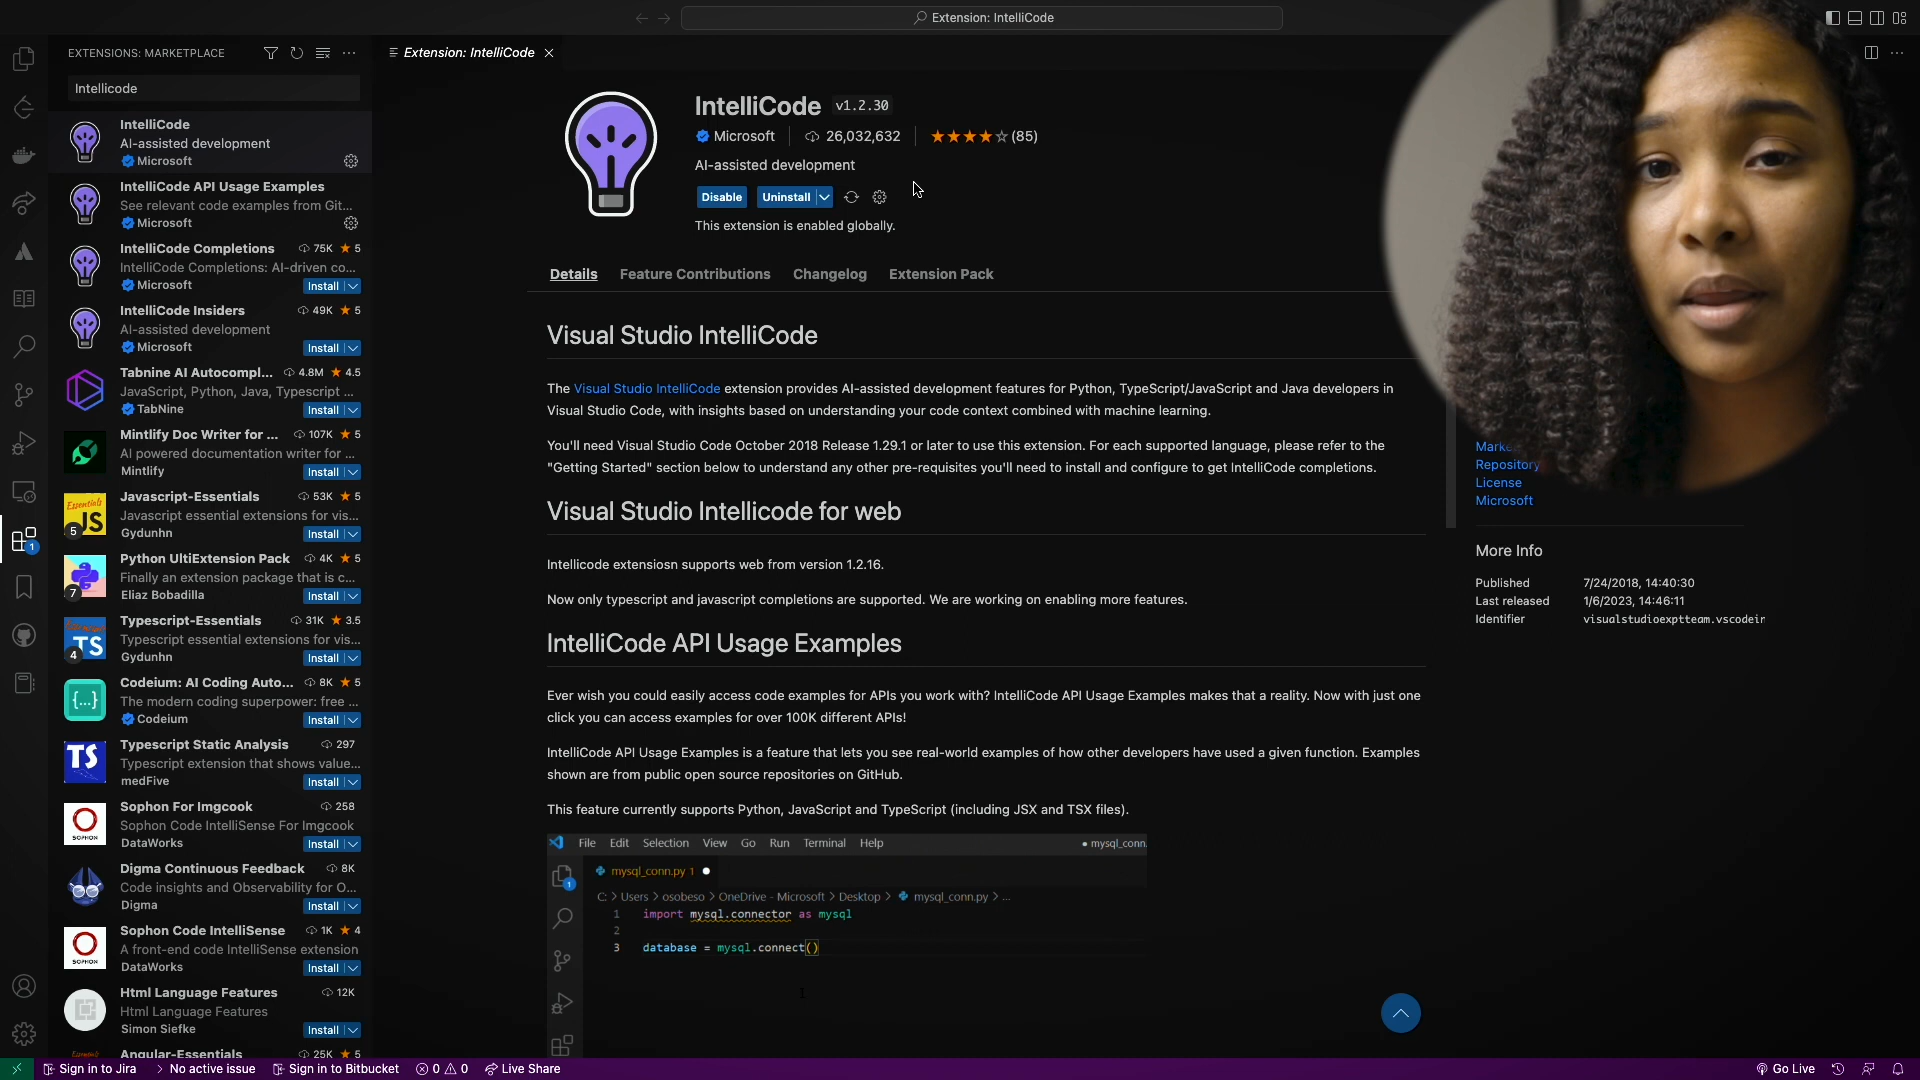 Extension: IntelliCode
EXTENSIONS: MARKETPLACE
Intellicode
IntelliCode
AI-assisted development
Microsoft
IntelliCode API Usage Examples
See relevant code examples from Git...
Microsoft
IntelliCode Completions 75K ★ 5
IntelliCode Completions: AI-driven co...
Microsoft Install
IntelliCode Insiders 49K ★ 5
AI-assisted development
Microsoft Install
Tabnine AI Autocompl... 4.8M ★ 4.5
JavaScript, Python, Java, Typescript ...
TabNine Install
Mintlify Doc Writer for ... 107K ★ 5
AI powered documentation writer for ...
Mintlify Install
Essentials
JS
5
Javascript-Essentials 53K ★ 5
Javascript essential extensions for vis...
Gydunhn Install
7
Python UltiExtension Pack 4K ★ 5
Finally an extension package that is c...
Eliaz Bobadilla Install
TS
4
Typescript-Essentials 31K ★ 3.5
Typescript essential extensions for vis...
Gydunhn Install
{...}
Codeium: AI Coding Auto... 8K ★ 5
The modern coding superpower: free ...
Codeium Install
TS
Typescript Static Analysis 297
Typescript extension that shows value...
medFive Install
SOPHON
Sophon For Imgcook 258
Sophon Code IntelliSense For Imgcook
DataWorks Install
Digma Continuous Feedback 8K
Code insights and Observability for O...
Digma Install
SOPHON
Sophon Code IntelliSense 1K ★ 4
A front-end code IntelliSense extension
DataWorks Install
Html Language Features 12K
Html Language Features
Simon Siefke Install
Angular-Essentials 25K ★ 5
1
Extension: IntelliCode
IntelliCode v1.2.30
Microsoft 26,032,632 ★★★★☆(85)
AI-assisted development
Disable Uninstall
This extension is enabled globally.
Details Feature Contributions Changelog Extension Pack
Visual Studio IntelliCode
The Visual Studio IntelliCode extension provides AI-assisted development features for Python, TypeScript/JavaScript and Java developers in
Visual Studio Code, with insights based on understanding your code context combined with machine learning.
You'll need Visual Studio Code October 2018 Release 1.29.1 or later to use this extension. For each supported language, please refer to the
"Getting Started" section below to understand any other pre-requisites you'll need to install and configure to get IntelliCode completions.
Visual Studio Intellicode for web
Intellicode extensiosn supports web from version 1.2.16.
Now only typescript and javascript completions are supported. We are working on enabling more features.
IntelliCode API Usage Examples
Ever wish you could easily access code examples for APIs you work with? IntelliCode API Usage Examples makes that a reality. Now with just one
click you can access examples for over 100K different APIs!
IntelliCode API Usage Examples is a feature that lets you see real-world examples of how other developers have used a given function. Examples
shown are from public open source repositories on GitHub.
This feature currently supports Python, JavaScript and TypeScript (including JSX and TSX files).
File Edit Selection View Go Run Terminal Help ● mysql_conn.
1
mysql_conn.py 1 ●
C: > Users > osobeso > OneDrive - Microsoft > Desktop > mysql_conn.py > ...
1 import mysql.connector as mysql
2
3 database = mysql.connect()
Repository
License
Microsoft
More Info
Published 7/24/2018, 14:40:30
Last released 1/6/2023, 14:46:11
Identifier visualstudioexptteam.vscodein
Sign in to Jira No active issue Sign in to Bitbucket 0 0 Live Share Go Live